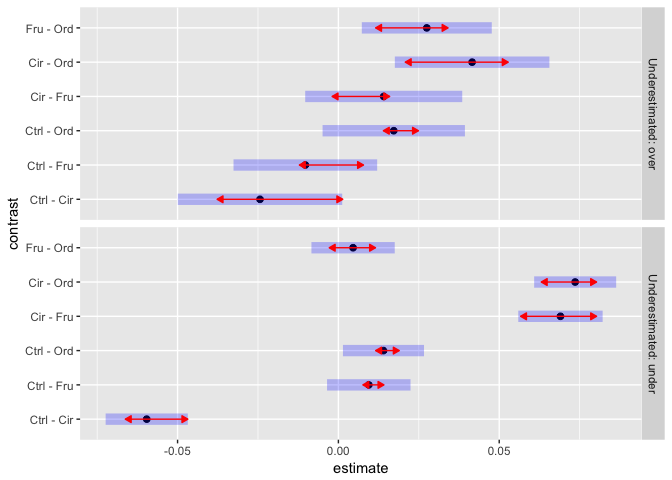 Fru - Ord
Cir - Ord
Cir - Fru
Ctrl - Ord
Ctrl - Fru
Ctrl - Cir
Underestimated: over
Fru - Ord
Cir - Ord
Cir - Fru
Ctrl - Ord
Ctrl - Fru
Ctrl - Cir
Underestimated: under
contrast
-0.05
0.00
0.05
estimate